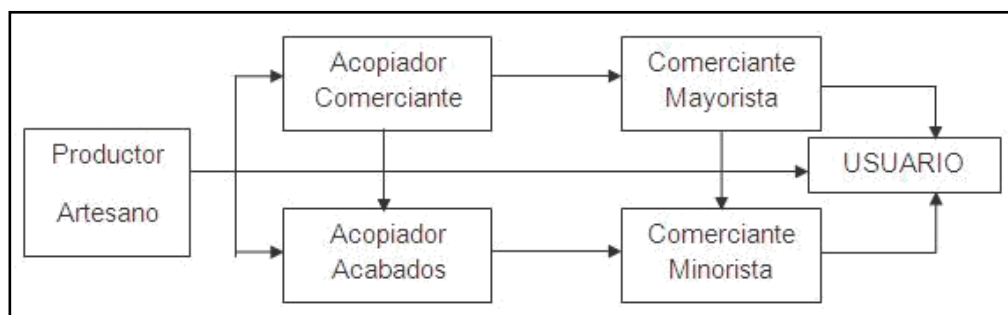 Productor
Artesano
Acopiador
Comerciante
Acopiador
Acabados
Comerciante
Mayorista
Comerciante
Minorista
USUARIO